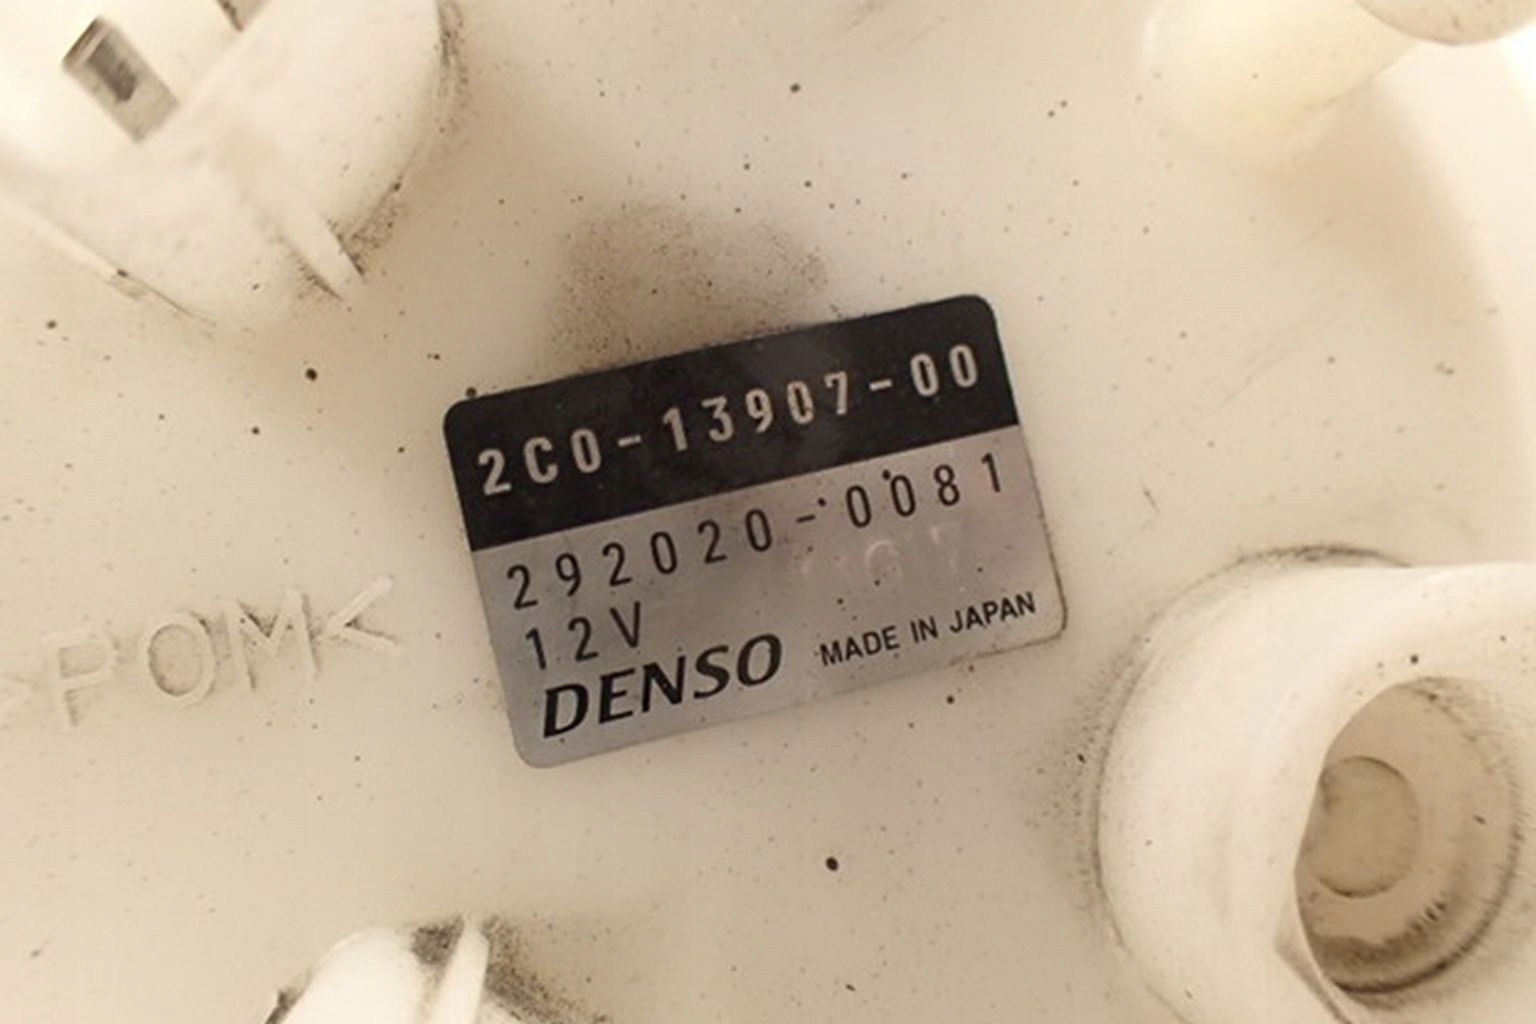 2C0-13907-00
292020-0081
12V
DENSO MADE IN JAPAN
>POM<